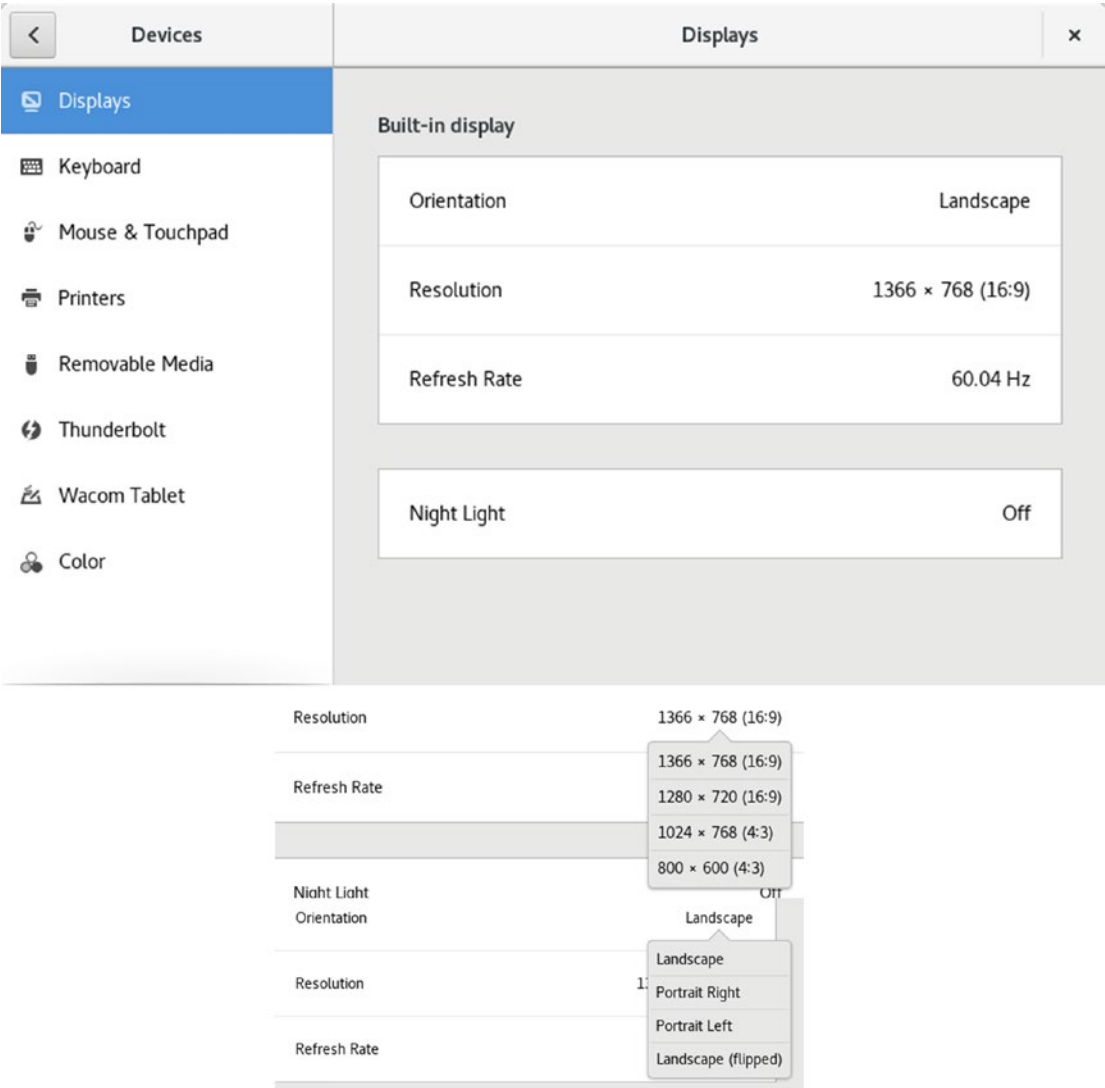 Devices
Displays
Displays
Keyboard
Mouse & Touchpad
Printers
Removable Media
Thunderbolt
Wacom Tablet
Color
Built-in display
Orientation Landscape
Resolution 1366 × 768 (16:9)
Refresh Rate 60.04 Hz
Night Light Off
Resolution 1366 × 768 (16:9)
1366 × 768 (16:9)
Refresh Rate
1280 × 720 (16:9)
1024 × 768 (4:3)
800 × 600 (4:3)
Night Light Off
Orientation Landscape
Landscape
Resolution
Portrait Right
Portrait Left
Refresh Rate
Landscape (flipped)